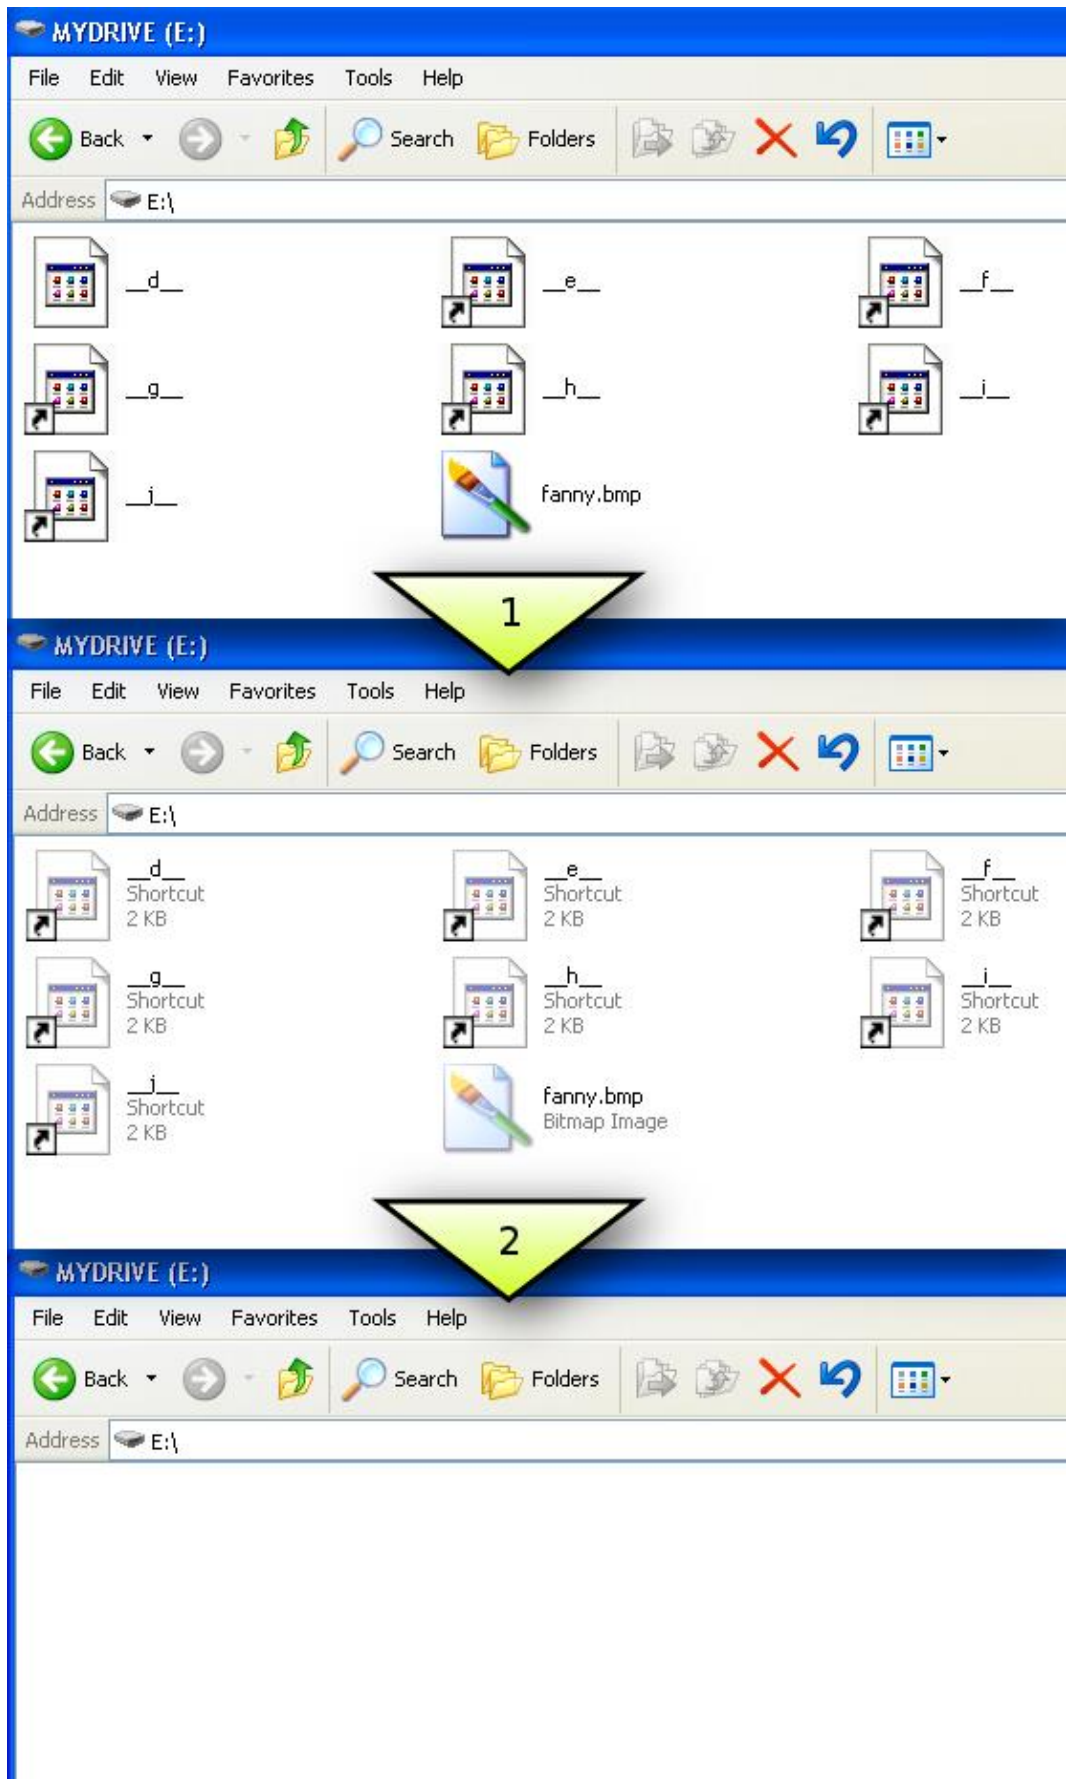 MYDRIVE (E:)
File Edit View Favorites Tools Help
Back Search Folders
Address E:\
__d__ __e__ __f__
__g__ __h__ __i__
__j__ fanny.bmp
1
MYDRIVE (E:)
File Edit View Favorites Tools Help
Back Search Folders
Address E:\
__d__ __e__ __f__
Shortcut Shortcut Shortcut
2 KB 2 KB 2 KB
__g__ __h__ __i__
Shortcut Shortcut Shortcut
2 KB 2 KB 2 KB
__j__ fanny.bmp
Shortcut Bitmap Image
2 KB
2
MYDRIVE (E:)
File Edit View Favorites Tools Help
Back Search Folders
Address E:\